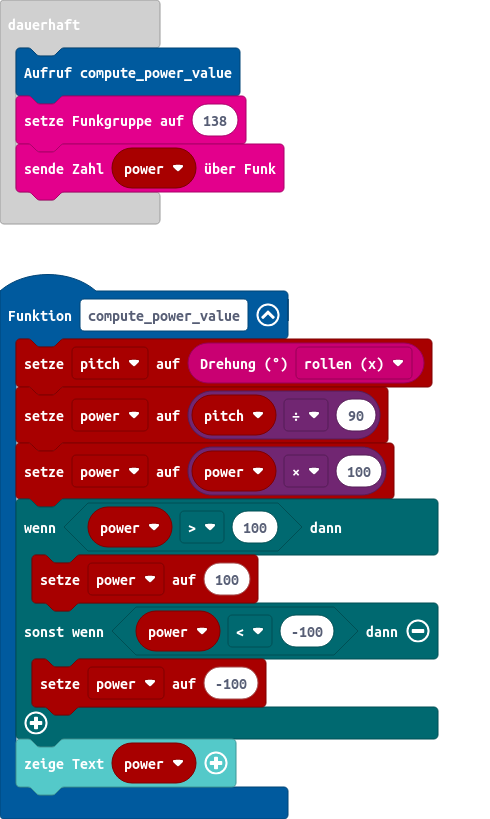 dauerhaft
Aufruf compute_power_value
setze Funkgruppe auf 138
sende Zahl power über Funk
Funktion compute_power_value
setze pitch auf Drehung (°) rollen (x)
setze power auf pitch ÷ 90
setze power auf power × 100
wenn power > 100 dann
setze power auf 100
sonst wenn power < -100 dann
setze power auf -100
zeige Text power